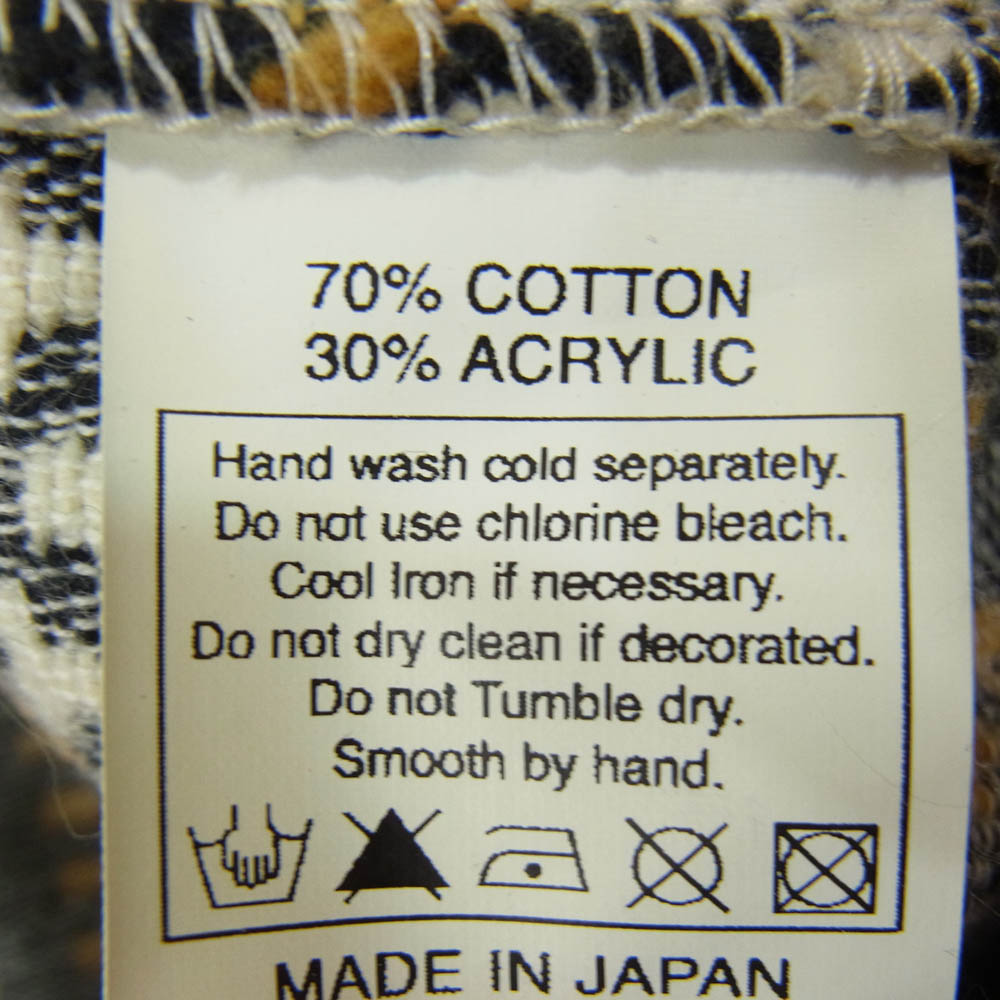 70% COTTON
30% ACRYLIC
Hand wash cold separately.
Do not use chlorine bleach.
Cool Iron if necessary.
Do not dry clean if decorated.
Do not Tumble dry.
Smooth by hand.
MADE IN JAPAN